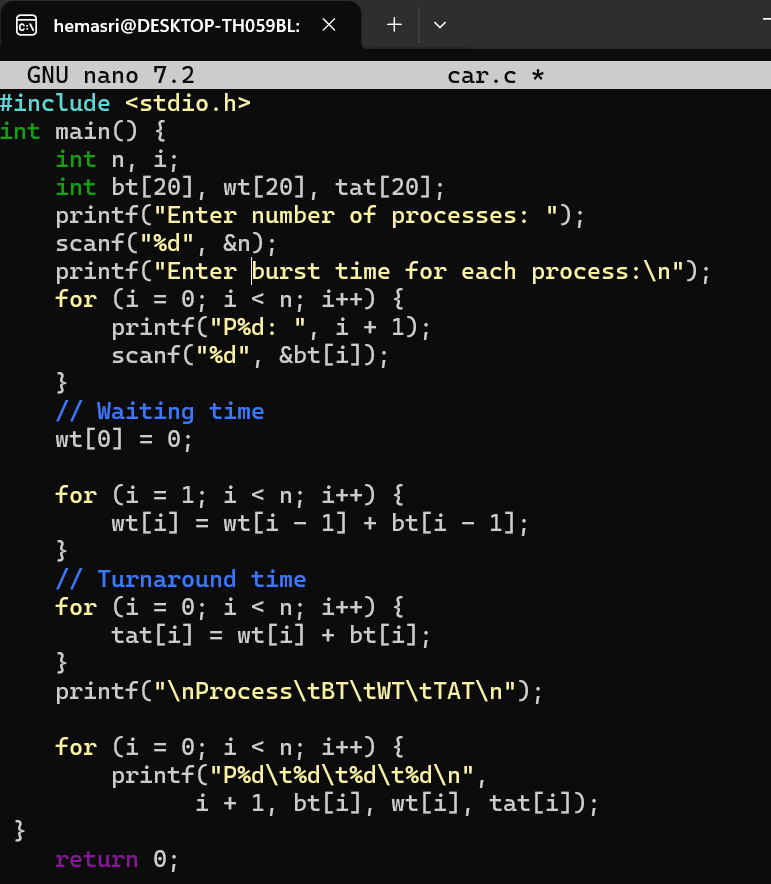 hemasri@DESKTOP-TH059BL:
GNU nano 7.2 car.c *
#include <stdio.h>
int main() {
    int n, i;
    int bt[20], wt[20], tat[20];
    printf("Enter number of processes: ");
    scanf("%d", &n);
    printf("Enter burst time for each process:\n");
    for (i = 0; i < n; i++) {
        printf("P%d: ", i + 1);
        scanf("%d", &bt[i]);
    }
    // Waiting time
    wt[0] = 0;

    for (i = 1; i < n; i++) {
        wt[i] = wt[i - 1] + bt[i - 1];
    }
    // Turnaround time
    for (i = 0; i < n; i++) {
        tat[i] = wt[i] + bt[i];
    }
    printf("\nProcess\tBT\tWT\tTAT\n");

    for (i = 0; i < n; i++) {
        printf("P%d\t%d\t%d\t%d\n",
              i + 1, bt[i], wt[i], tat[i]);
 }
    return 0;